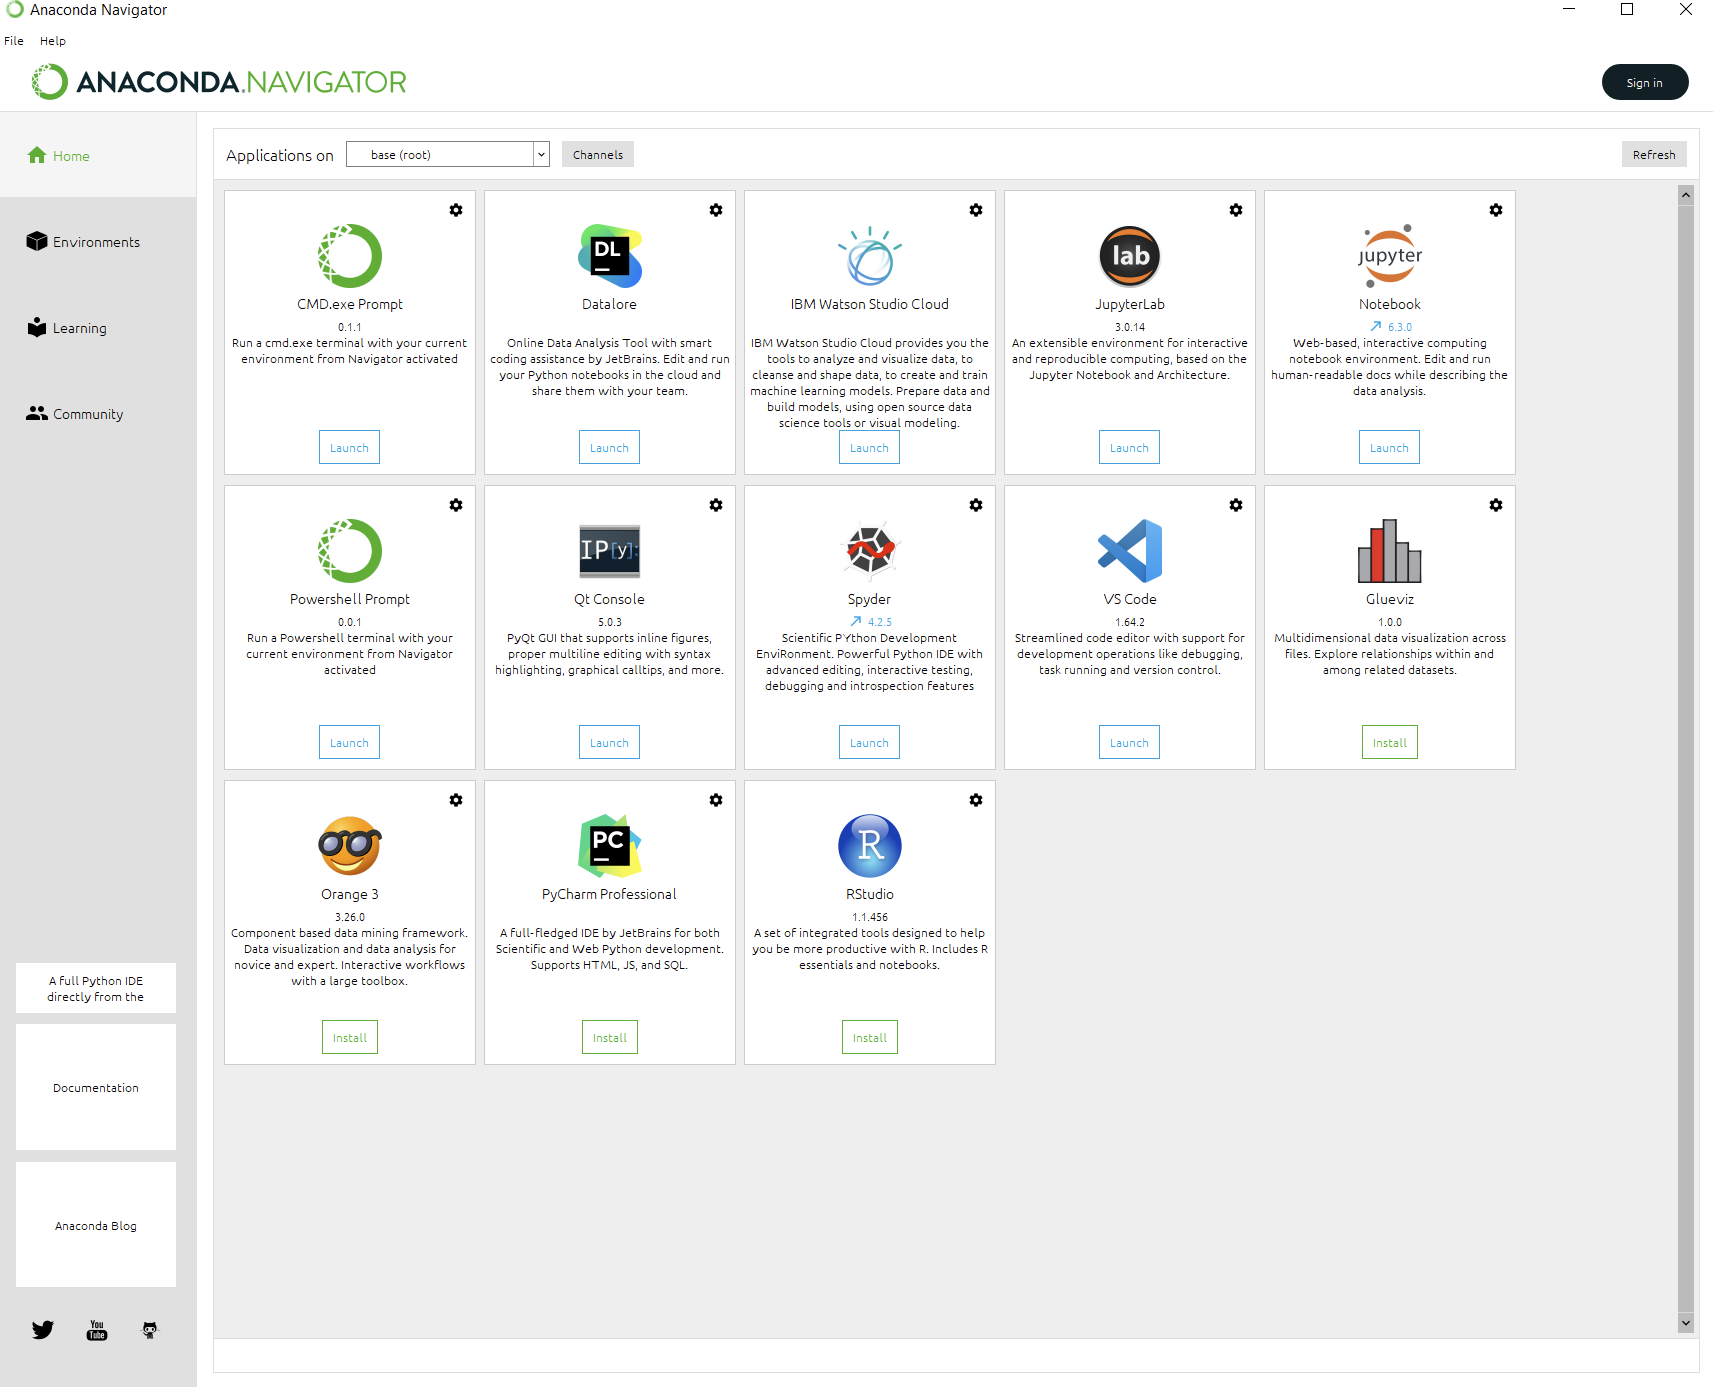 Anaconda Navigator
File Help
ANACONDA.NAVIGATOR
Sign in
Home
Environments
Learning
Community
Applications on base (root) Channels Refresh
CMD.exe Prompt
0.1.1
Run a cmd.exe terminal with your current
environment from Navigator activated
Launch
DL
Datalore
Online Data Analysis Tool with smart
coding assistance by JetBrains. Edit and run
your Python notebooks in the cloud and
share them with your team.
Launch
IBM Watson Studio Cloud
IBM Watson Studio Cloud provides you the
tools to analyze and visualize data, to
cleanse and shape data, to create and train
machine learning models. Prepare data and
build models, using open source data
science tools or visual modeling.
Launch
lab
JupyterLab
3.0.14
An extensible environment for interactive
and reproducible computing, based on the
Jupyter Notebook and Architecture.
Launch
jupyter
Notebook
6.3.0
Web-based, interactive computing
notebook environment. Edit and run
human-readable docs while describing the
data analysis.
Launch
Powershell Prompt
0.0.1
Run a Powershell terminal with your
current environment from Navigator
activated
Launch
IP[y]:
Qt Console
5.0.3
PyQt GUI that supports inline figures,
proper multiline editing with syntax
highlighting, graphical calltips, and more.
Launch
Spyder
4.2.5
Scientific PYthon Development
EnviRonment. Powerful Python IDE with
advanced editing, interactive testing,
debugging and introspection features
Launch
VS Code
1.64.2
Streamlined code editor with support for
development operations like debugging,
task running and version control.
Launch
Glueviz
1.0.0
Multidimensional data visualization across
files. Explore relationships within and
among related datasets.
Install
Orange 3
3.26.0
Component based data mining framework.
Data visualization and data analysis for
novice and expert. Interactive workflows
with a large toolbox.
Install
PC
PyCharm Professional
A full-fledged IDE by JetBrains for both
Scientific and Web Python development.
Supports HTML, JS, and SQL.
Install
R
RStudio
1.1.456
A set of integrated tools designed to help
you be more productive with R. Includes R
essentials and notebooks.
Install
A full Python IDE
directly from the
Documentation
Anaconda Blog
You
Tube